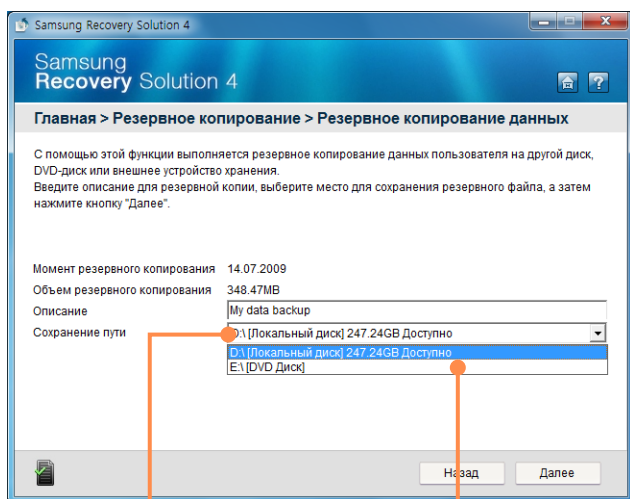 Samsung Recovery Solution 4
Samsung
Recovery Solution 4
Главная > Резервное копирование > Резервное копирование данных
С помощью этой функции выполняется резервное копирование данных пользователя на другой диск,
DVD-диск или внешнее устройство хранения.
Введите описание для резервной копии, выберите место для сохранения резервного файла, а затем
нажмите кнопку "Далее".
Момент резервного копирования 14.07.2009
Объем резервного копирования 348.47MB
Описание My data backup
Сохранение пути D:\ [Локальный диск] 247.24GB Доступно
D:\ [Локальный диск] 247.24GB Доступно
E:\ [DVD Диск]
Назад Далее